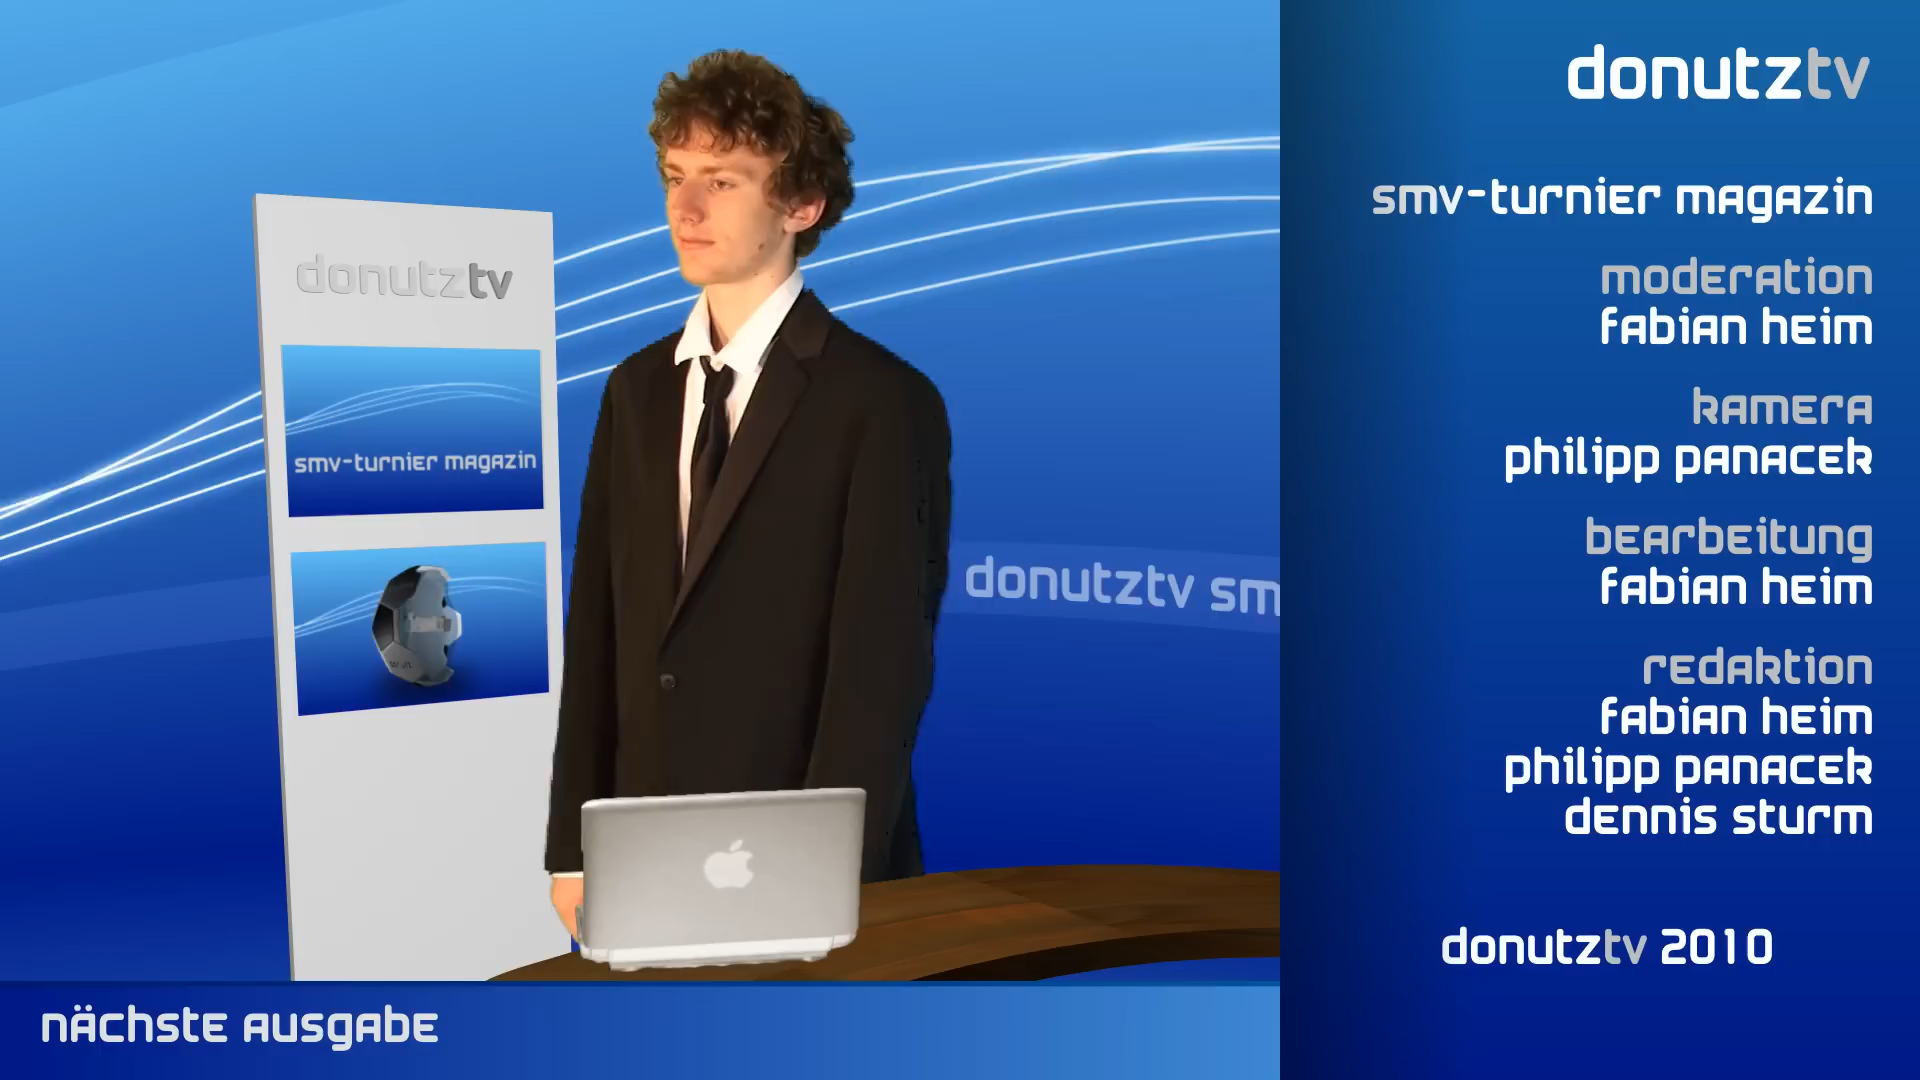 donutztv
smv-turnier magazin
donutztv sm
nächste ausgabe
donutztv
smv-turnier magazin
moderation
fabian heim
kamera
philipp panacek
bearbeitung
fabian heim
redaktion
fabian heim
philipp panacek
dennis sturm
donutztv 2010